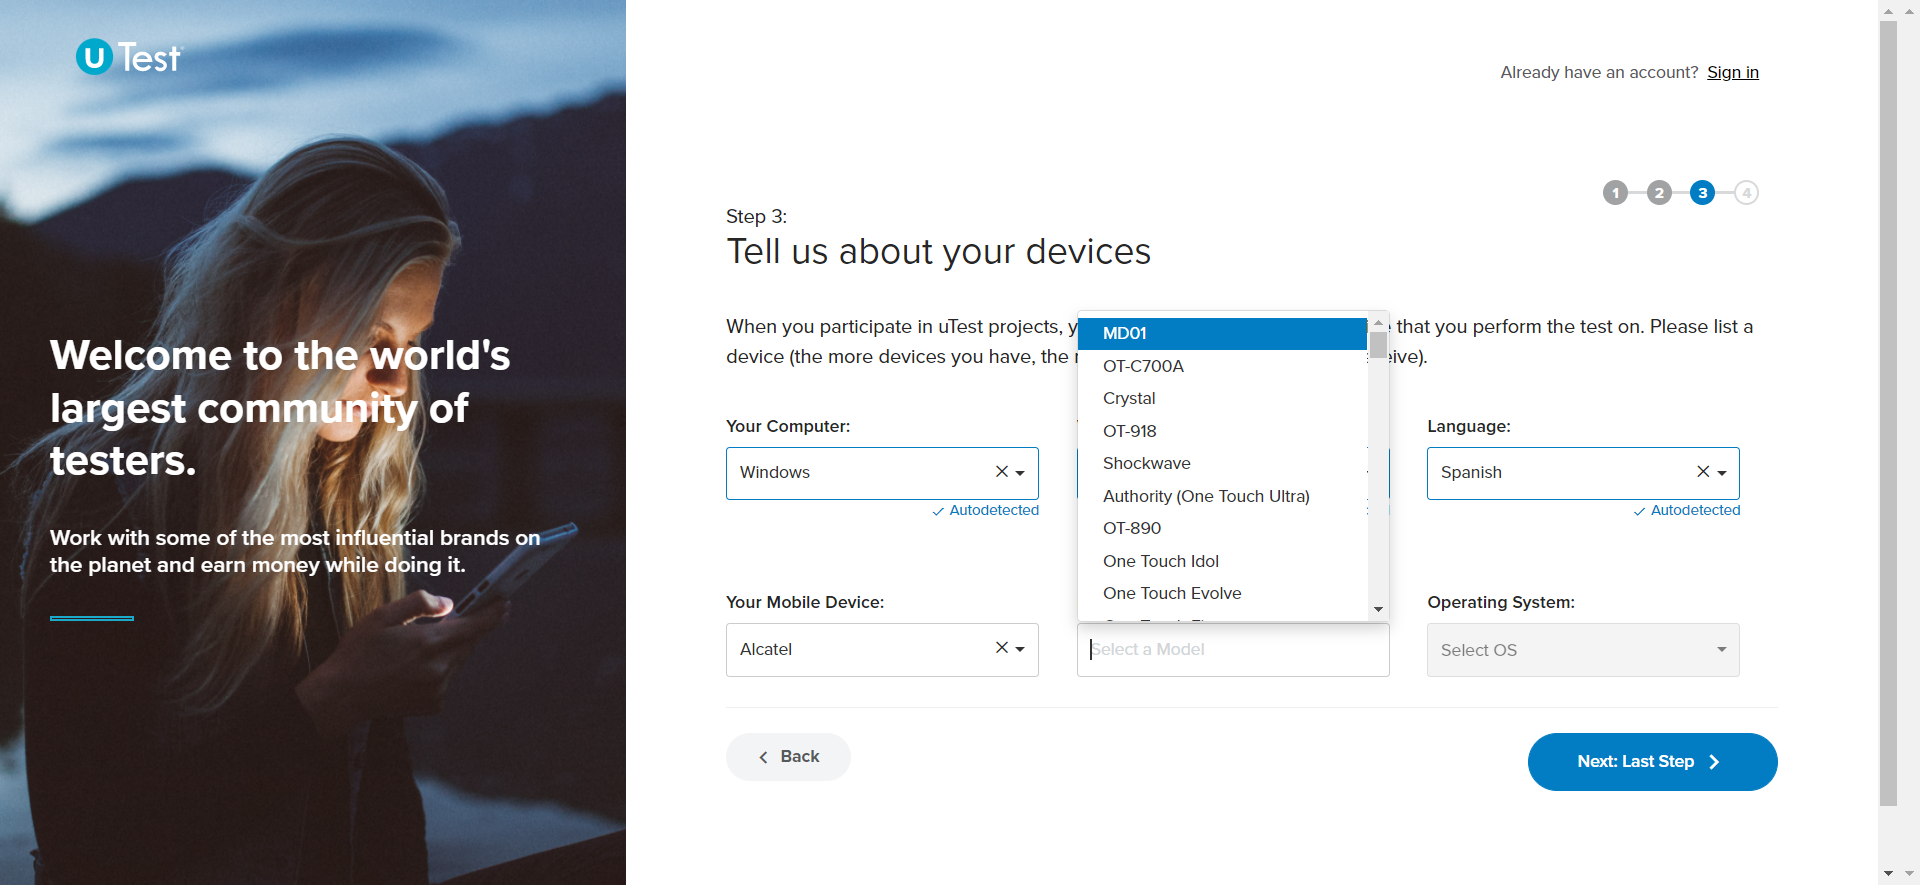 U Test
Already have an account? Sign in
1 2 3 4
Step 3:
Tell us about your devices
When you participate in uTest projects, y
that you perform the test on. Please list a
device (the more devices you have, the
eive).
MD01
OT-C700A
Crystal
OT-918
Shockwave
Authority (One Touch Ultra)
OT-890
One Touch Idol
One Touch Evolve
Your Computer:
Windows
Autodetected
Language:
Spanish
Autodetected
Your Mobile Device:
Alcatel
Select a Model
Operating System:
Select OS
Back
Next: Last Step
Welcome to the world's
largest community of
testers.
Work with some of the most influential brands on
the planet and earn money while doing it.